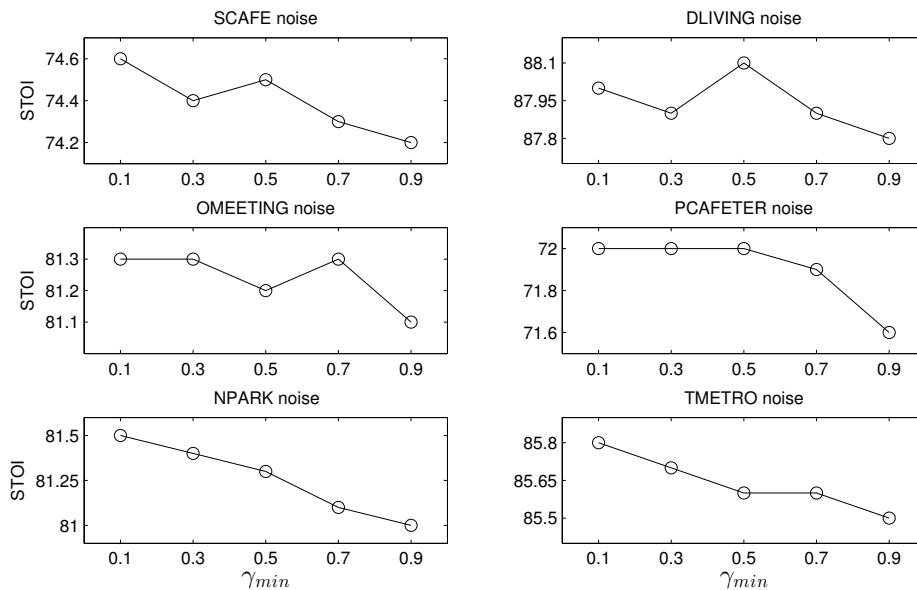 SCAFE noise
STOI
74.6
74.4
74.2
0.1 0.3 0.5 0.7 0.9
DLIVING noise
88.1
87.95
87.8
0.1 0.3 0.5 0.7 0.9
OMEETING noise
STOI
81.3
81.2
81.1
0.1 0.3 0.5 0.7 0.9
PCAFETER noise
72
71.8
71.6
0.1 0.3 0.5 0.7 0.9
NPARK noise
STOI
81.5
81.25
81
0.1 0.3 0.5 0.7 0.9
γmin
TMETRO noise
85.8
85.65
85.5
0.1 0.3 0.5 0.7 0.9
γmin